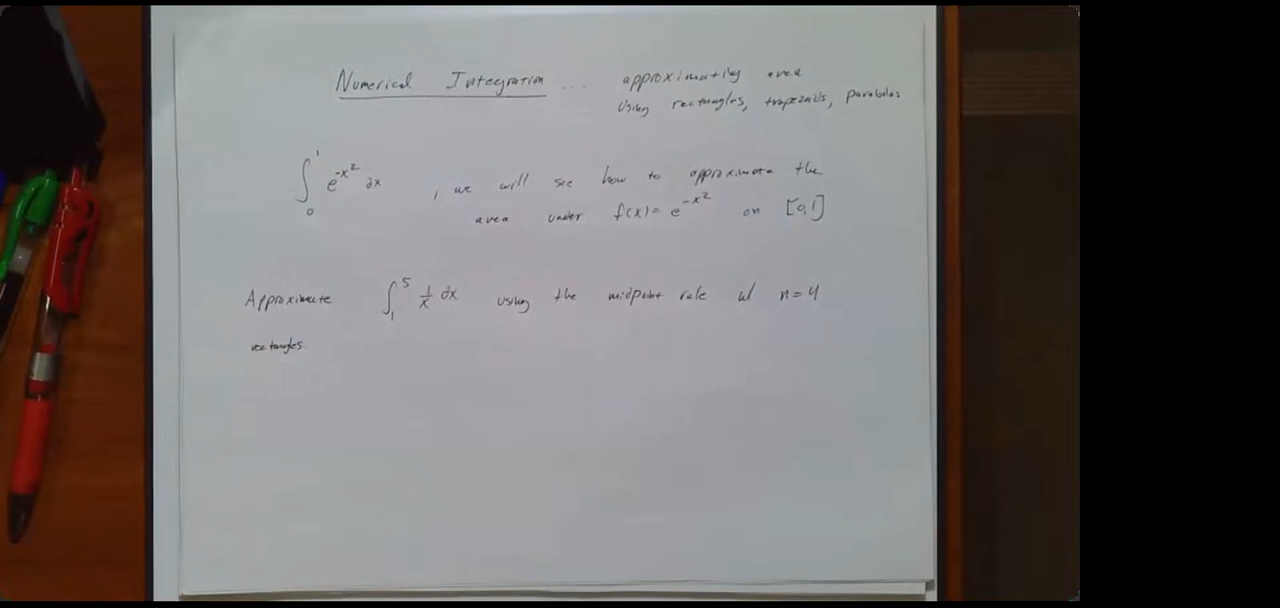 Numerical Integration ... approximating area
using rectangles, trapezoids, parabolas
∫₀¹ e^{-x²} dx , we will see how to approximate the
area under f(x) = e^{-x²} on [0,1]
Approximate ∫₁⁵ 1/x dx using the midpoint rule w/ n=4
rectangles.